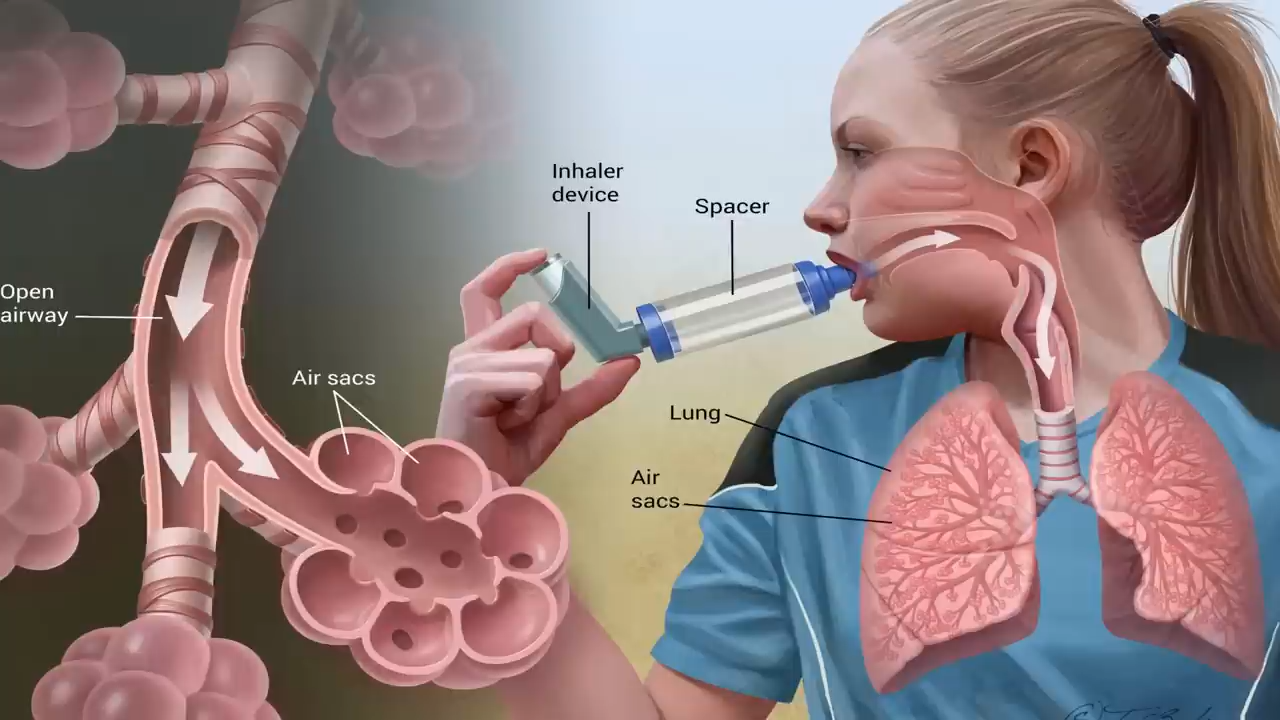 Inhaler
device
Spacer
Open
airway
Air sacs
Lung
Air
sacs